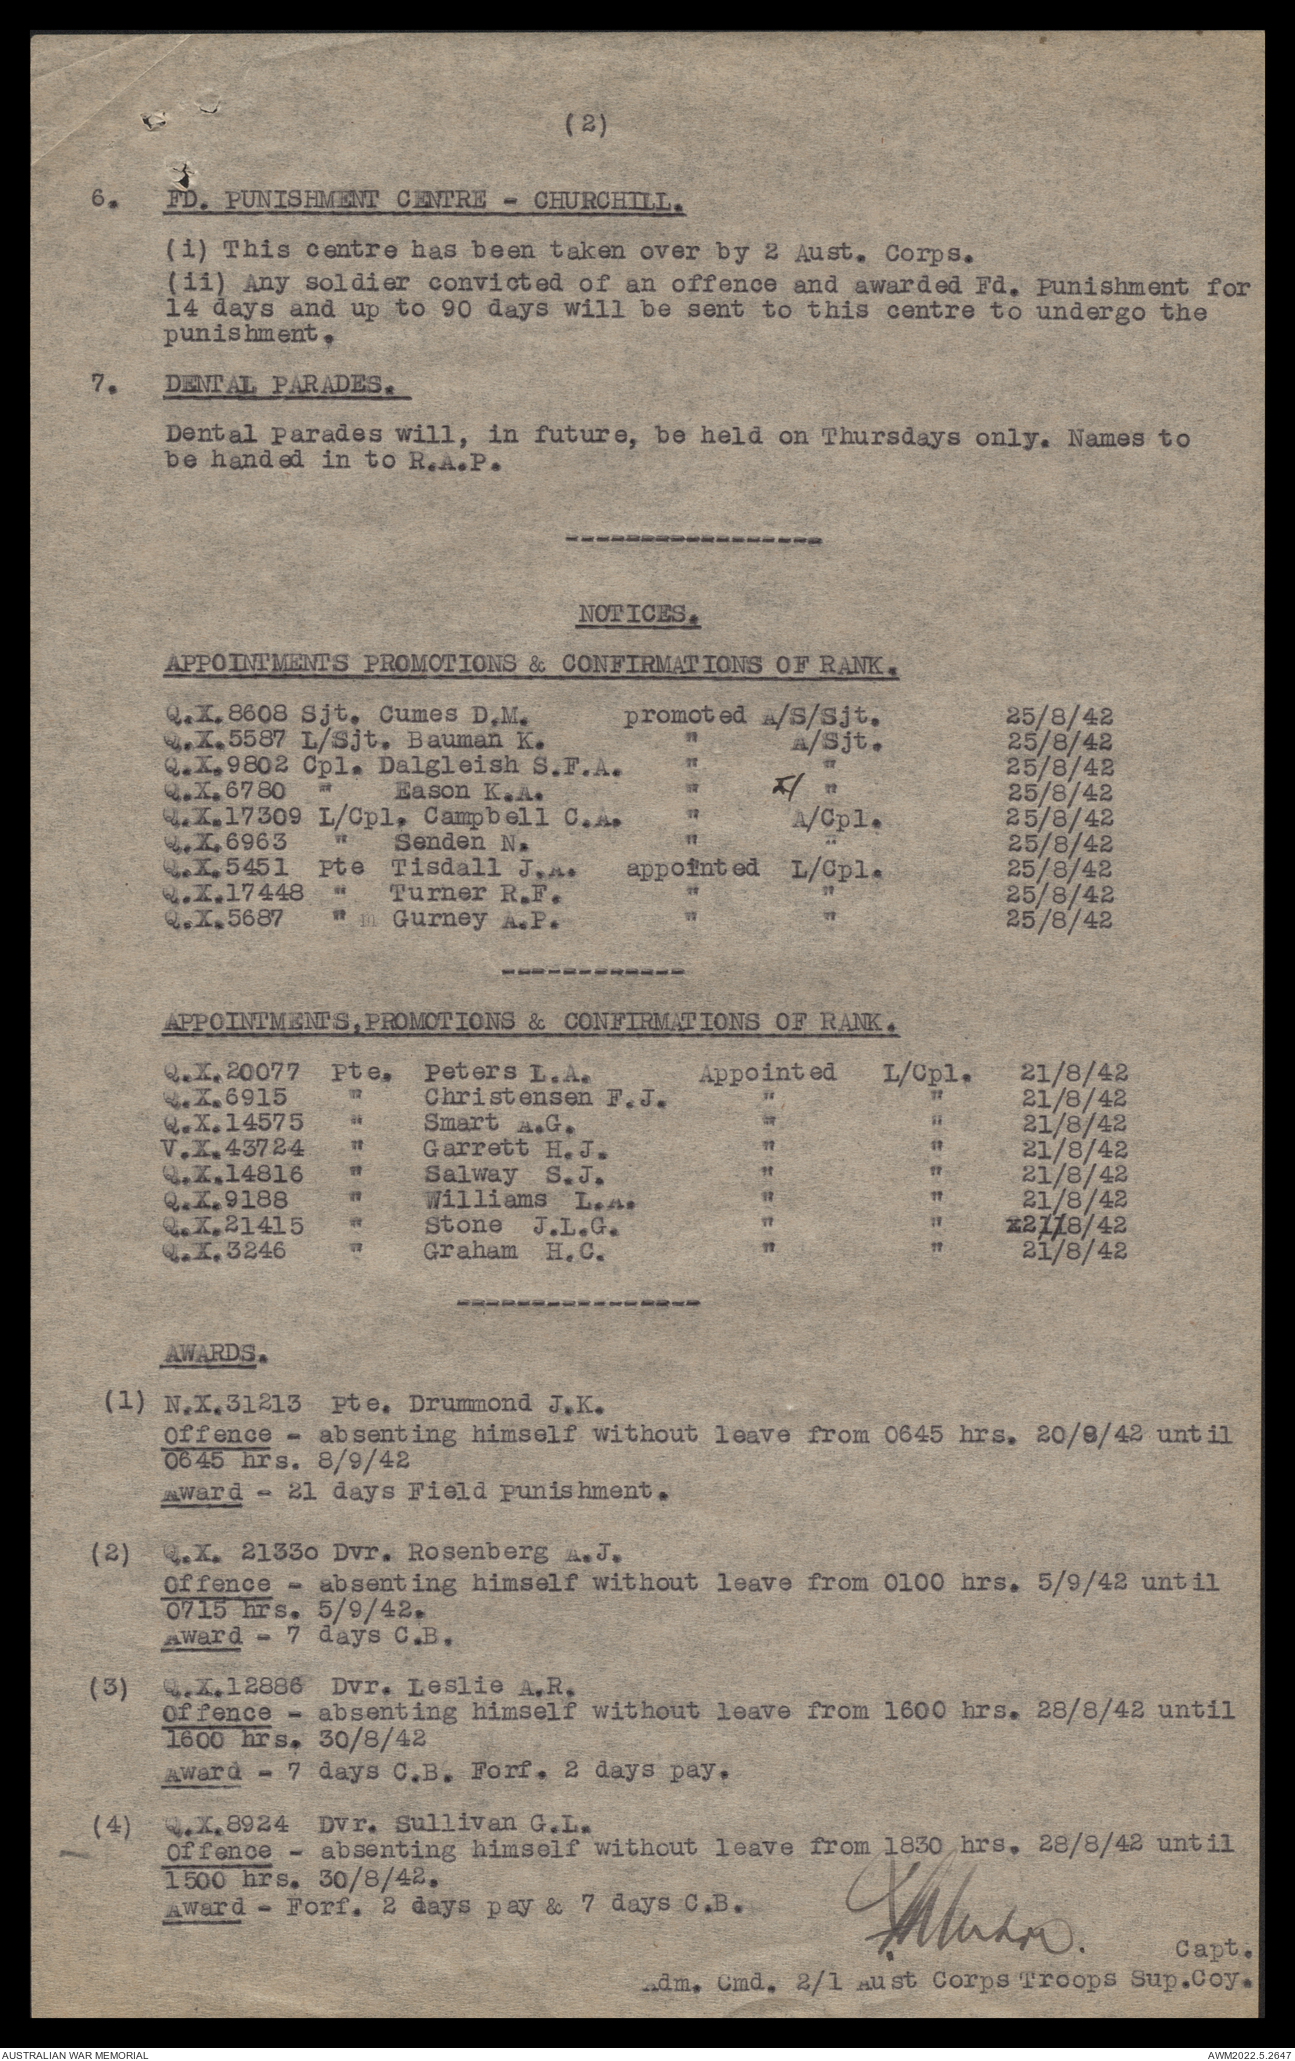 (2)
6. FD. PUNISHMENT CENTRE - CHURCHILL.
(i) This centre has been taken over by 2 Aust. Corps.
(ii) Any soldier convicted of an offence and awarded Fd. Punishment for
14 days and up to 90 days will be sent to this centre to undergo the
punishment.
7. DENTAL PARADES.
Dental Parades will, in future, be held on Thursdays only. Names to
be handed in to R.A.P.
-----------------
NOTICES.
APPOINTMENTS PROMOTIONS & CONFIRMATIONS OF RANK.
Q.X.8608 Sjt. Cumes D.M. promoted A/S/Sjt. 25/8/42
Q.X.5587 L/Sjt. Bauman K. " A/Sjt. 25/8/42
Q.X.9802 Cpl. Dalgleish S.F.A. " " 25/8/42
Q.X.6780 " Eason K.A. " " 25/8/42
Q.X.17309 L/Cpl. Campbell C.A. " A/Cpl. 25/8/42
Q.X.6963 " Senden N. " " 25/8/42
Q.X.5451 Pte Tisdall J.A. appointed L/Cpl. 25/8/42
Q.X.17448 " Turner R.F. " " 25/8/42
Q.X.5687 " m Gurney A.P. " " 25/8/42
------------
APPOINTMENTS,PROMOTIONS & CONFIRMATIONS OF RANK.
Q.X.20077 Pte. Peters L.A. Appointed L/Cpl. 21/8/42
Q.X.6915 " Christensen F.J. " " 21/8/42
Q.X.14575 " Smart A.G. " " 21/8/42
V.X.43724 " Garrett H.J. " " 21/8/42
Q.X.14816 " Salway S.J. " " 21/8/42
Q.X.9188 " Williams L.A. " " 21/8/42
Q.X.21415 " Stone J.L.G. " " x21/8/42
Q.X.3246 " Graham H.C. " " 21/8/42
----------------
AWARDS.
(1) N.X.31213 Pte. Drummond J.K.
Offence - absenting himself without leave from 0645 hrs. 20/8/42 until
0645 hrs. 8/9/42
Award - 21 days Field Punishment.
(2) Q.X. 2133o Dvr. Rosenberg A.J.
Offence - absenting himself without leave from 0100 hrs. 5/9/42 until
0715 hrs. 5/9/42.
Award - 7 days C.B.
(3) Q.X.12886 Dvr. Leslie A.R.
Offence - absenting himself without leave from 1600 hrs. 28/8/42 until
1600 hrs. 30/8/42
Award - 7 days C.B. Forf. 2 days pay.
(4) Q.X.8924 Dvr. Sullivan G.L.
Offence - absenting himself without leave from 1830 hrs. 28/8/42 until
1500 hrs. 30/8/42.
Award - Forf. 2 days pay & 7 days C.B.
Capt.
Adm. Cmd. 2/1 Aust Corps Troops Sup.Coy.
AUSTRALIAN WAR MEMORIAL
AWM2022.5.2647